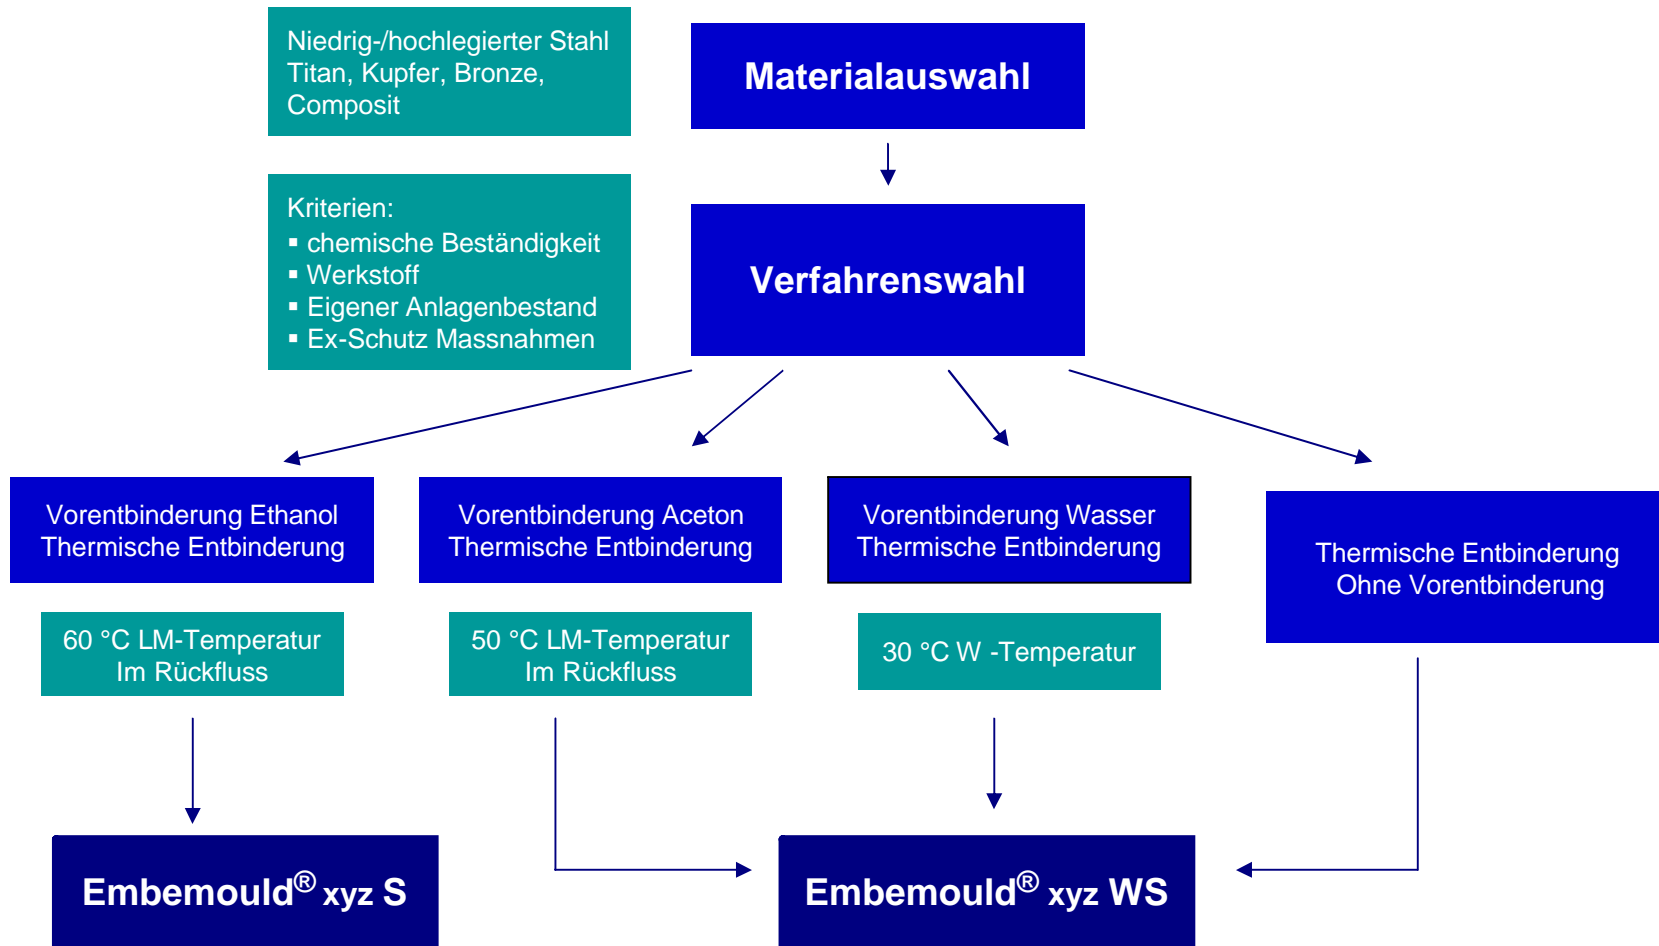 Niedrig-/hochlegierter Stahl
Titan, Kupfer, Bronze,
Composit
Materialauswahl
Kriterien:
▪ chemische Beständigkeit
▪ Werkstoff
▪ Eigener Anlagenbestand
▪ Ex-Schutz Massnahmen
Verfahrenswahl
Vorentbinderung Ethanol
Thermische Entbinderung
Vorentbinderung Aceton
Thermische Entbinderung
Vorentbinderung Wasser
Thermische Entbinderung
Thermische Entbinderung
Ohne Vorentbinderung
60 °C LM-Temperatur
Im Rückfluss
50 °C LM-Temperatur
Im Rückfluss
30 °C W -Temperatur
Embemould® xyz S
Embemould® xyz WS